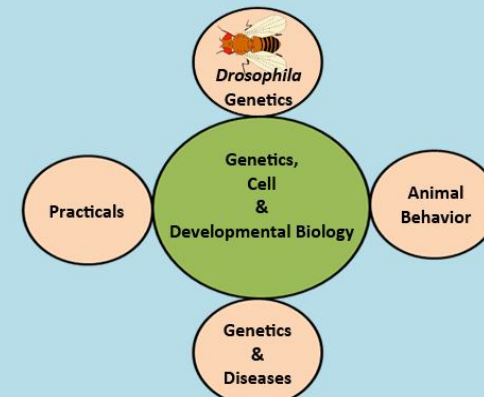 Drosophila
Genetics
Genetics,
Cell
&
Developmental Biology
Practicals
Animal
Behavior
Genetics
&
Diseases